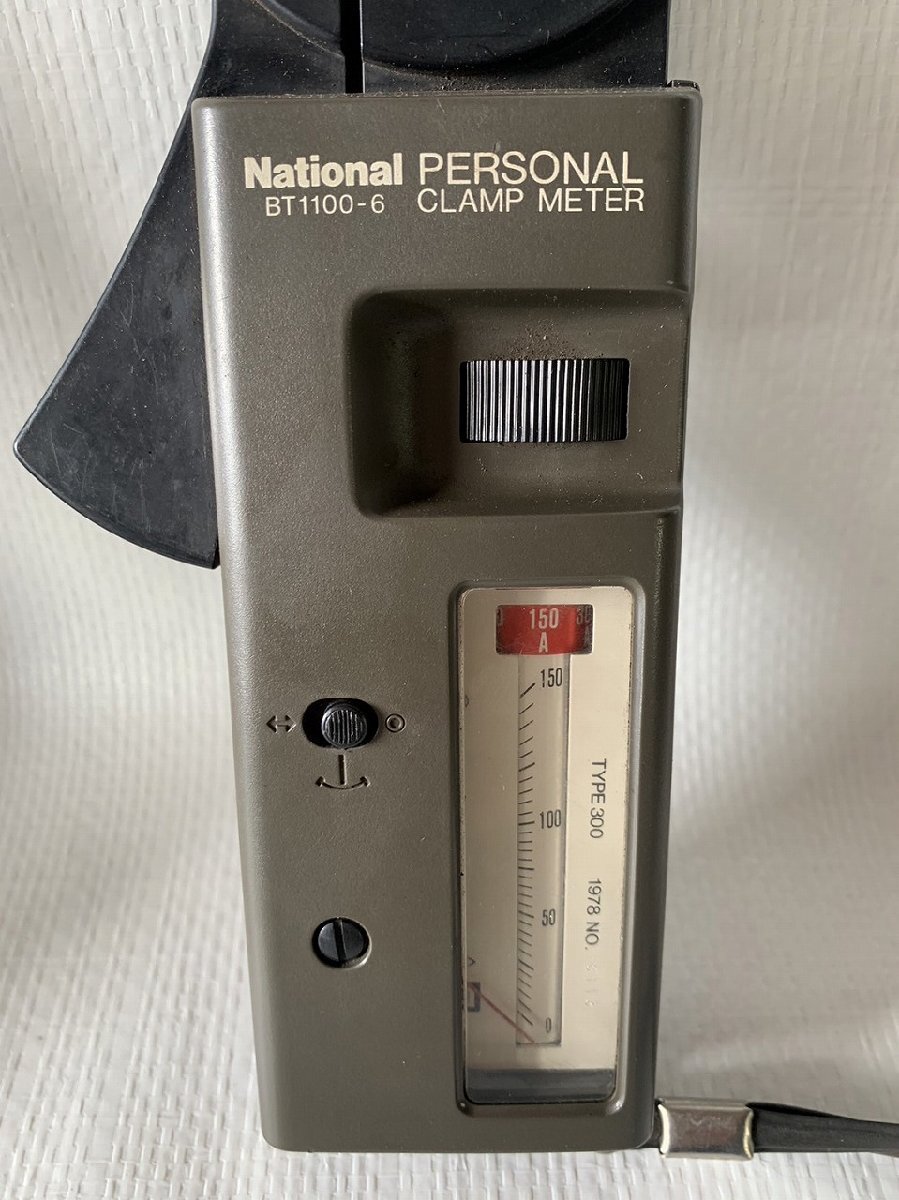 National PERSONAL
BT1100-6 CLAMP METER
150
A
150
100
50
0
TYPE 300 1978 NO.